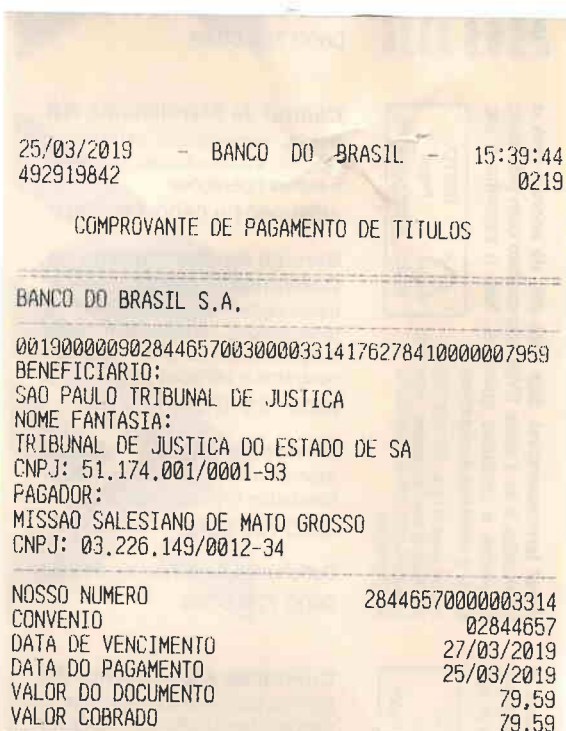 25/03/2019 - BANCO DO BRASIL - 15:39:44
492919842 0219
COMPROVANTE DE PAGAMENTO DE TITULOS
BANCO DO BRASIL S.A.
00190000090284465700300003314176278410000007959
BENEFICIARIO:
SAO PAULO TRIBUNAL DE JUSTICA
NOME FANTASIA:
TRIBUNAL DE JUSTICA DO ESTADO DE SA
CNPJ: 51.174.001/0001-93
PAGADOR:
MISSAO SALESIANO DE MATO GROSSO
CNPJ: 03.226.149/0012-34
NOSSO NUMERO 28446570000003314
CONVENIO 02844657
DATA DE VENCIMENTO 27/03/2019
DATA DO PAGAMENTO 25/03/2019
VALOR DO DOCUMENTO 79,59
VALOR COBRADO 79,59